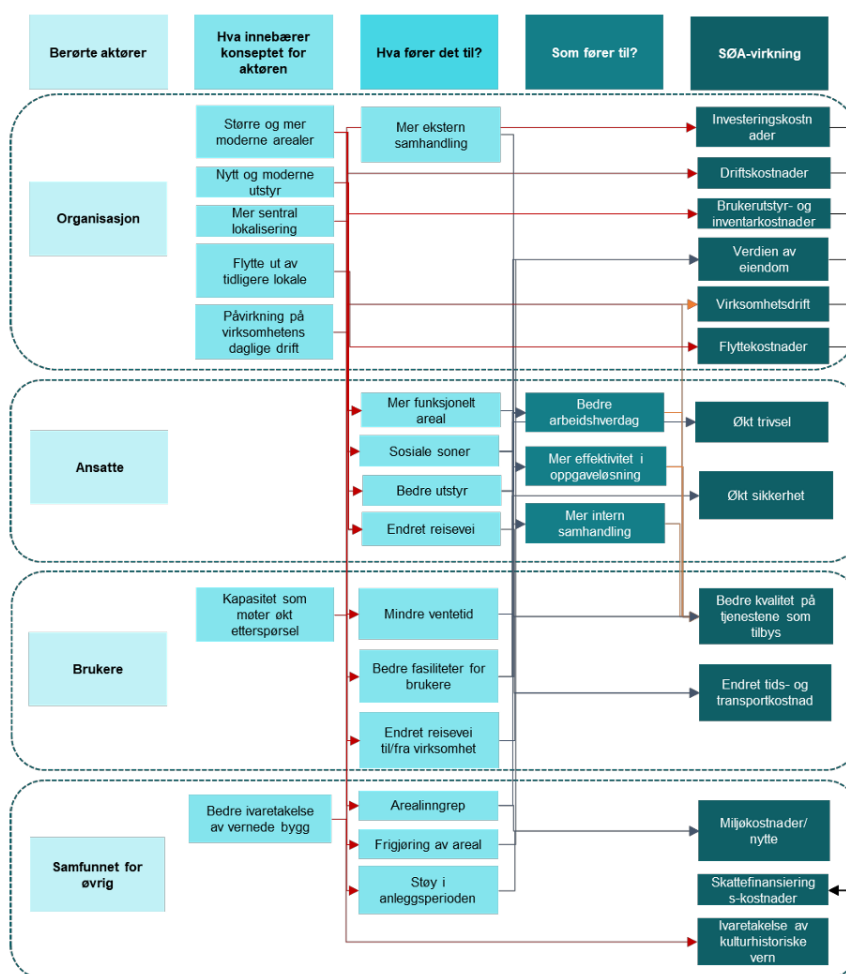 Berørte aktører
Hva innebærer
konseptet for
aktøren
Hva fører det til?
Som fører til?
SØA-virkning
Organisasjon
Større og mer
moderne arealer
Nytt og moderne
utstyr
Mer sentral
lokalisering
Flytte ut av
tidligere lokale
Påvirkning på
virksomhetens
daglige drift
Mer ekstern
samhandling
Investeringskostn
ader
Driftskostnader
Brukerutstyr- og
inventarkostnader
Verdien av
eiendom
Virksomhetsdrift
Flyttekostnader
Ansatte
Mer funksjonelt
areal
Sosiale soner
Bedre utstyr
Endret reisevei
Bedre
arbeidshverdag
Mer effektivitet i
oppgaveløsning
Mer intern
samhandling
Økt trivsel
Økt sikkerhet
Brukere
Kapasitet som
møter økt
etterspørsel
Mindre ventetid
Bedre fasiliteter for
brukere
Endret reisevei
til/fra virksomhet
Bedre kvalitet på
tjenestene som
tilbys
Endret tids- og
transportkostnad
Samfunnet for
øvrig
Bedre ivaretakelse
av vernede bygg
Arealinngrep
Frigjøring av areal
Støy i
anleggsperioden
Miljøkostnader/
nytte
Skattefinansiering
s-kostnader
Ivaretakelse av
kulturhistoriske
vern